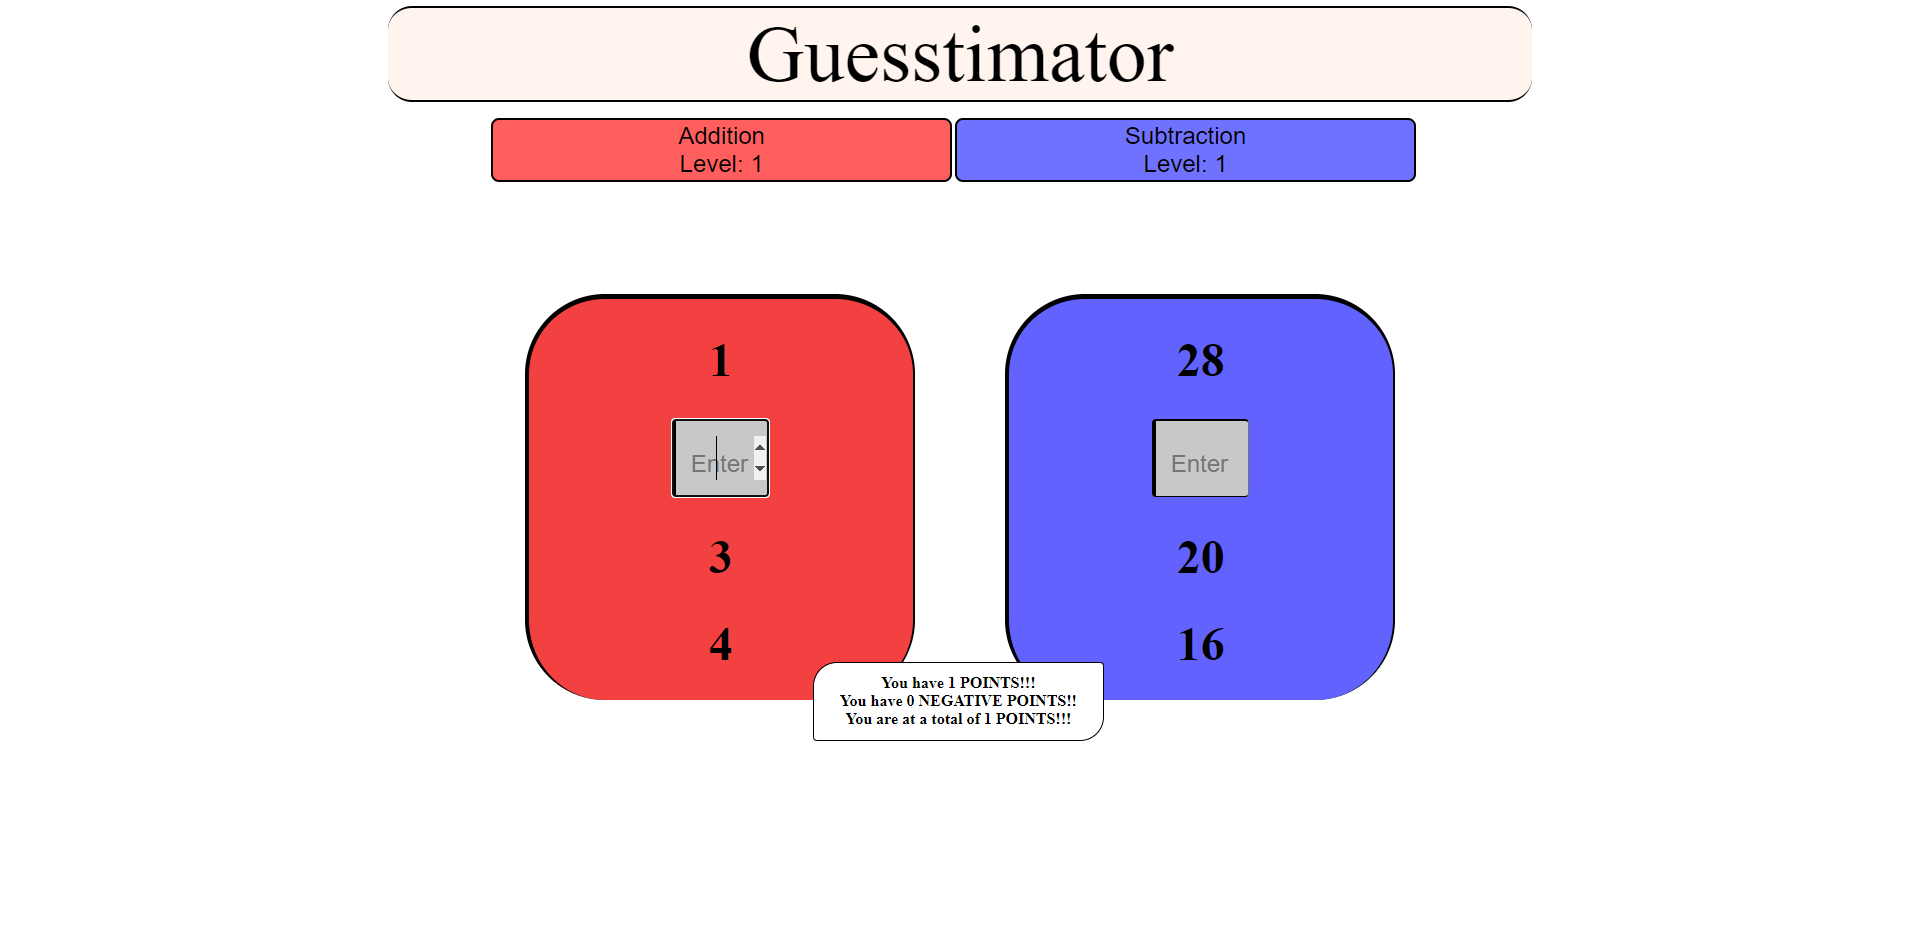 Guesstimator
Addition
Level: 1
Subtraction
Level: 1
1
Enter
3
4
28
Enter
20
16
You have 1 POINTS!!!
You have 0 NEGATIVE POINTS!!
You are at a total of 1 POINTS!!!